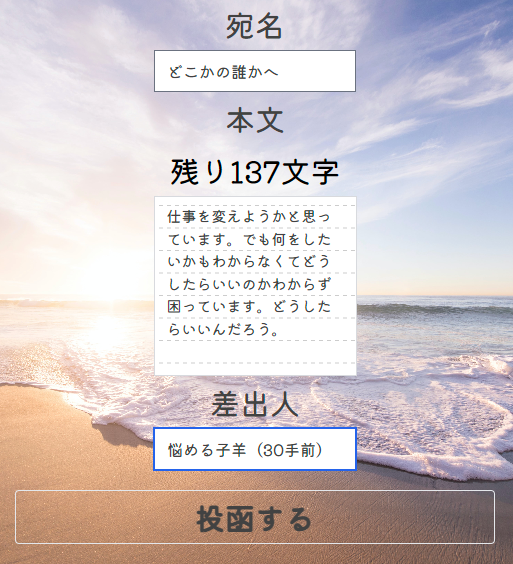 宛名
どこかの誰かへ
本文
残り137文字
仕事を変えようかと思っ
ています。でも何をした
いかもわからなくてどう
したらいいのかわからず
困っています。どうした
らいいんだろう。
差出人
悩める子羊（30手前）
投函する